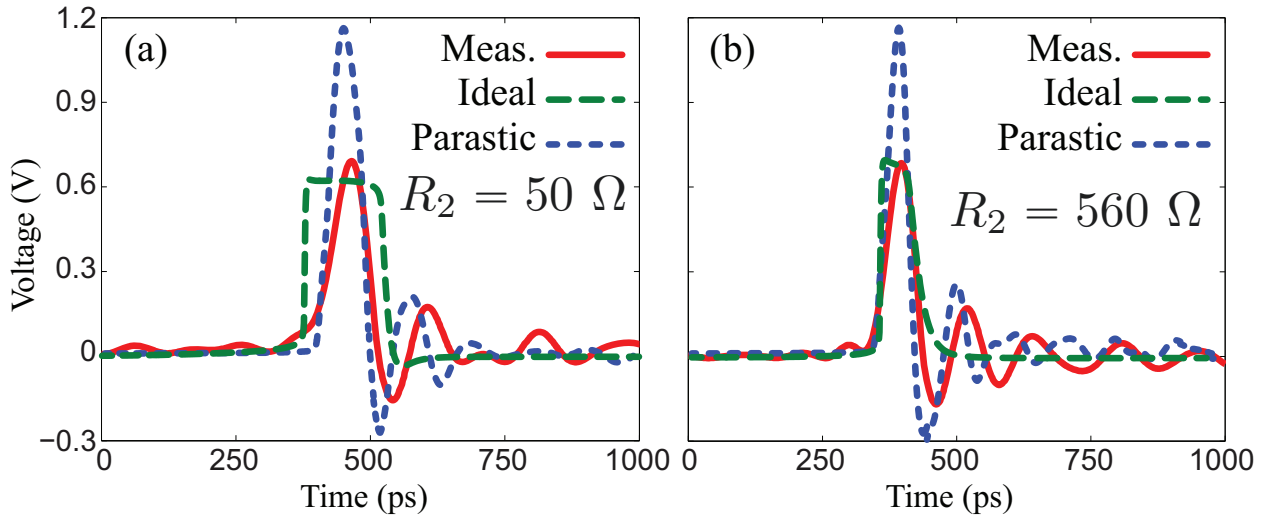 1.2
0.9
0.6
0.3
0
−0.3
Voltage (V)
(a)
Meas.
Ideal
Parastic
R₂ = 50 Ω
0 250 500 750 1000
Time (ps)
(b)
Meas.
Ideal
Parastic
R₂ = 560 Ω
0 250 500 750 1000
Time (ps)